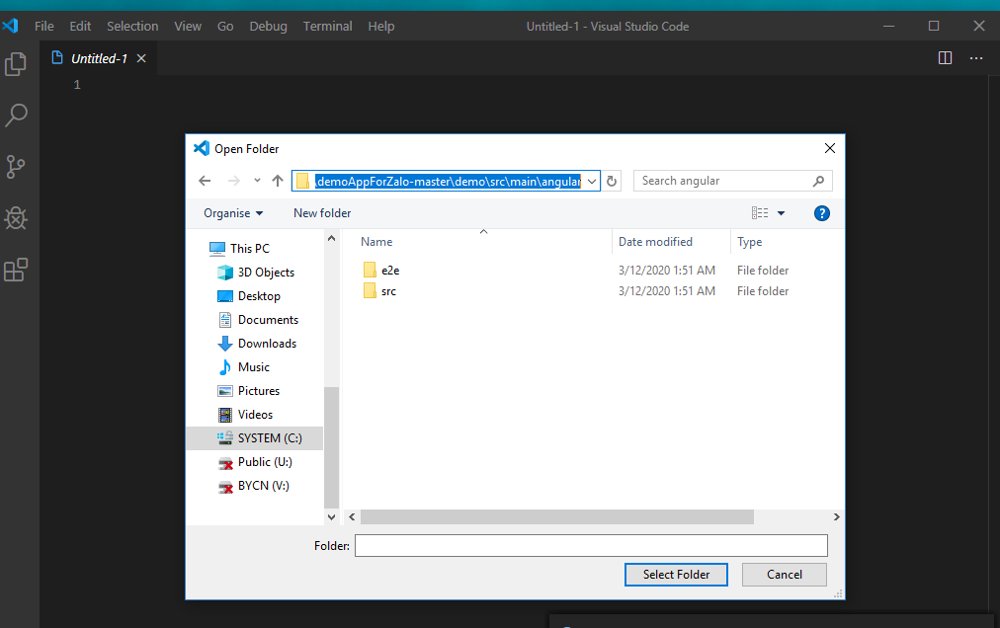 File Edit Selection View Go Debug Terminal Help Untitled-1 - Visual Studio Code
Untitled-1
1
Open Folder
\demoAppForZalo-master\demo\src\main\angular
Search angular
Organise New folder
?
Name Date modified Type
This PC
3D Objects
Desktop
Documents
Downloads
Music
Pictures
Videos
SYSTEM (C:)
Public (U:)
BYCN (V:)
e2e 3/12/2020 1:51 AM File folder
src 3/12/2020 1:51 AM File folder
Folder:
Select Folder Cancel